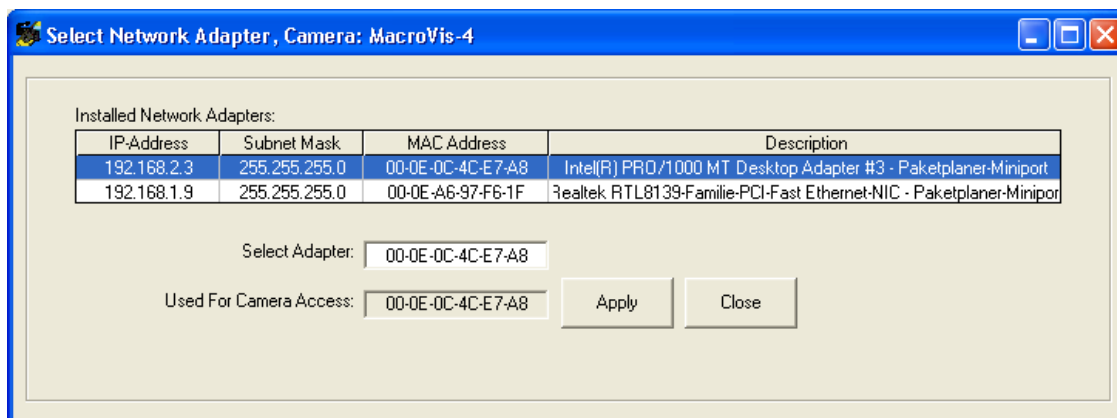 Select Network Adapter, Camera: MacroVis-4
Installed Network Adapters:
IP-Address Subnet Mask MAC Address Description
192.168.2.3 255.255.255.0 00-0E-0C-4C-E7-A8 Intel(R) PRO/1000 MT Desktop Adapter #3 - Paketplaner-Miniport
192.168.1.9 255.255.255.0 00-0E-A6-97-F6-1F Realtek RTL8139-Familie-PCI-Fast Ethernet-NIC - Paketplaner-Minipor
Select Adapter: 00-0E-0C-4C-E7-A8
Used For Camera Access: 00-0E-0C-4C-E7-A8 Apply Close